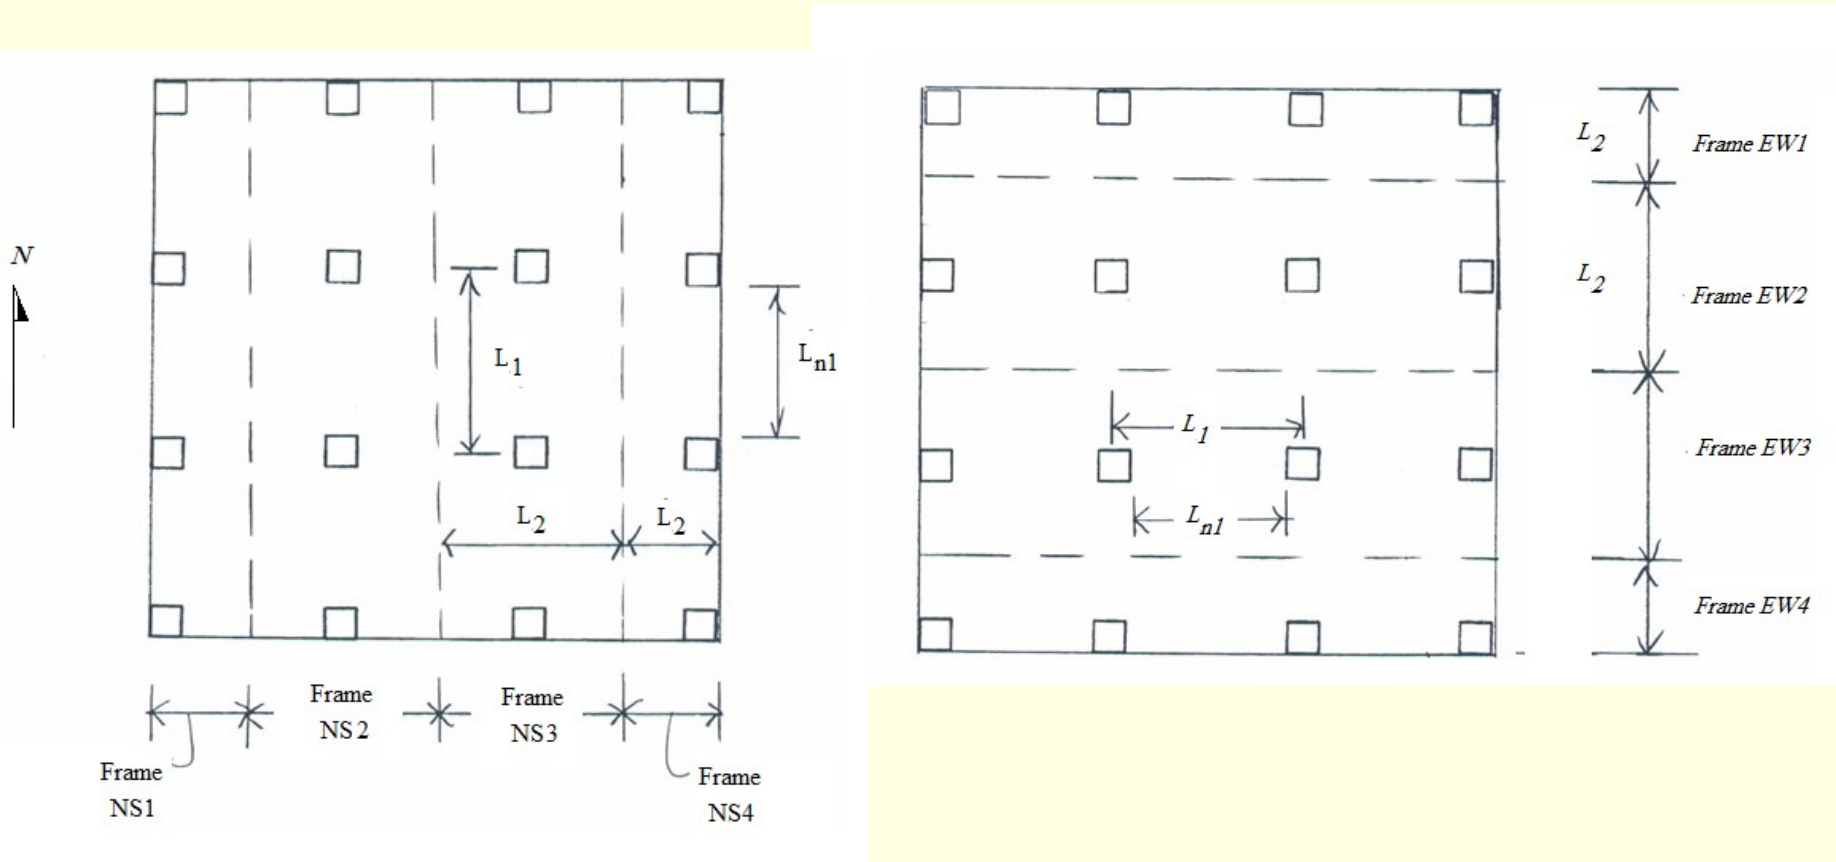 N
L1
Ln1
L2
L2
Frame
NS2
Frame
NS3
Frame
NS1
Frame
NS4
L2
Frame EW1
L2
Frame EW2
L1
Frame EW3
Ln1
Frame EW4